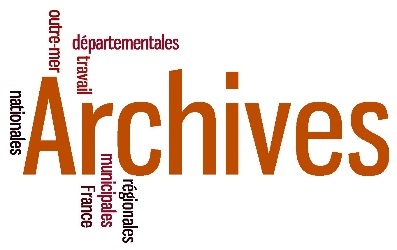 outre-mer
départementales
travail
nationales
Archives
municipales
régionales
France